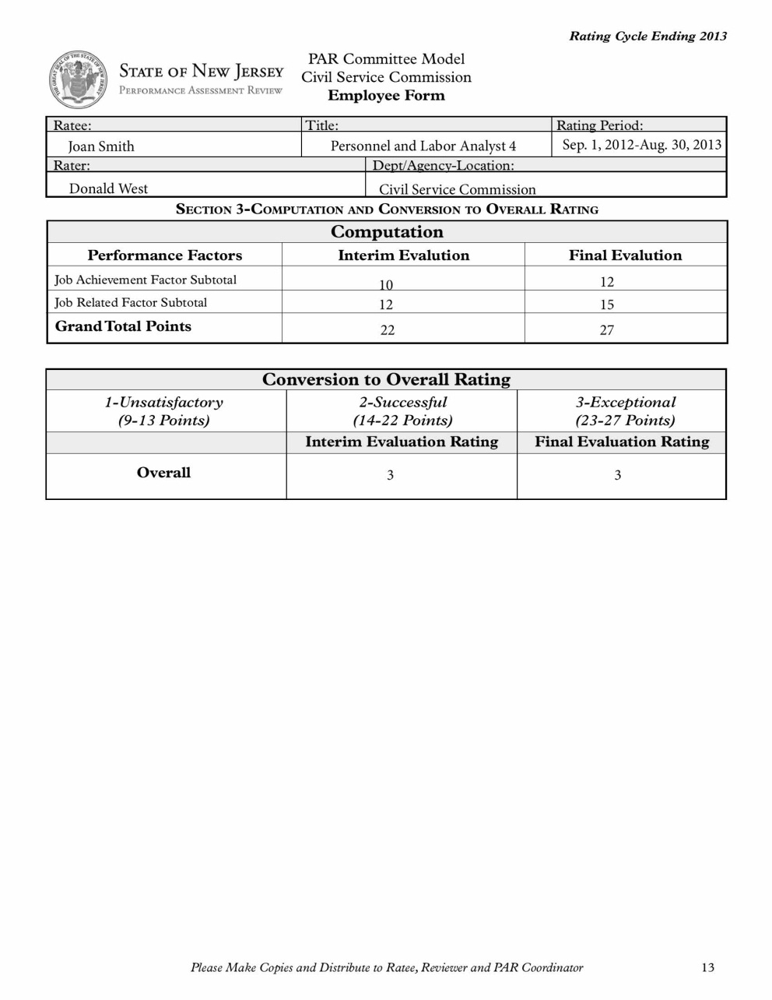 Rating Cycle Ending 2013
THE GREAT SEAL OF THE STATE OF NEW JERSEY
STATE OF NEW JERSEY
PERFORMANCE ASSESSMENT REVIEW
PAR Committee Model
Civil Service Commission
Employee Form
Ratee: Title: Rating Period:
Joan Smith Personnel and Labor Analyst 4 Sep. 1, 2012-Aug. 30, 2013
Rater: Dept/Agency-Location:
Donald West Civil Service Commission
SECTION 3-COMPUTATION AND CONVERSION TO OVERALL RATING
Computation
Performance Factors Interim Evalution Final Evalution
Job Achievement Factor Subtotal 10 12
Job Related Factor Subtotal 12 15
Grand Total Points 22 27
Conversion to Overall Rating
1-Unsatisfactory 2-Successful 3-Exceptional
(9-13 Points) (14-22 Points) (23-27 Points)
Interim Evaluation Rating Final Evaluation Rating
Overall 3 3
Please Make Copies and Distribute to Ratee, Reviewer and PAR Coordinator 13